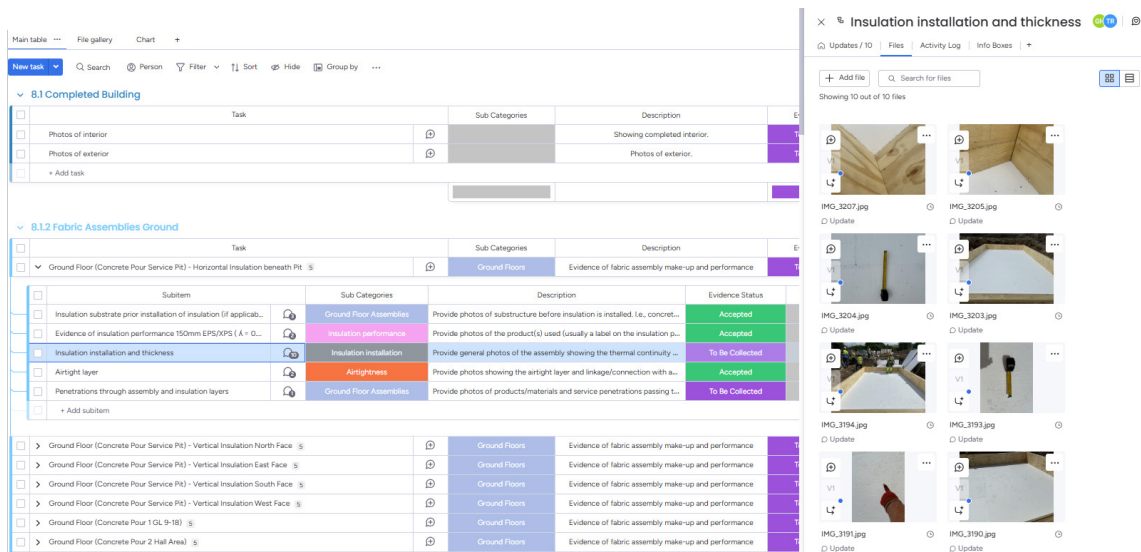 Main table ...
File gallery
Chart
+
New task
Search
Person
Filter
Sort
Hide
Group by
...
8.1 Completed Building
Task Sub Categories Description
Photos of interior Showing completed interior.
Photos of exterior Photos of exterior.
+ Add task
8.1.2 Fabric Assemblies Ground
Task Sub Categories Description
Ground Floor (Concrete Pour Service Pit) - Horizontal Insulation beneath Pit 5 Ground Floors Evidence of fabric assembly make-up and performance
Subitem Sub Categories Description Evidence Status
Insulation substrate prior installation of insulation (if applicab... Ground Floor Assemblies Provide photos of substructure before insulation is installed. I.e., concret... Accepted
Evidence of insulation performance 150mm EPS/XPS ( ʎ = 0.... Insulation performance Provide photos of the product(s) used (usually a label on the insulation p... Accepted
Insulation installation and thickness Insulation installation Provide general photos of the assembly showing the thermal continuity ... To Be Collected
Airtight layer Airtightness Provide photos showing the airtight layer and linkage/connection with a... Accepted
Penetrations through assembly and insulation layers Ground Floor Assemblies Provide photos of products/materials and service penetrations passing t... To Be Collected
+ Add subitem
Ground Floor (Concrete Pour Service Pit) - Vertical Insulation North Face 5 Ground Floors Evidence of fabric assembly make-up and performance
Ground Floor (Concrete Pour Service Pit) - Vertical Insulation East Face 5 Ground Floors Evidence of fabric assembly make-up and performance
Ground Floor (Concrete Pour Service Pit) - Vertical Insulation South Face 5 Ground Floors Evidence of fabric assembly make-up and performance
Ground Floor (Concrete Pour Service Pit) - Vertical Insulation West Face 5 Ground Floors Evidence of fabric assembly make-up and performance
Ground Floor (Concrete Pour 1 GL 9-18) 5 Ground Floors Evidence of fabric assembly make-up and performance
Ground Floor (Concrete Pour 2 Hall Area) 5 Ground Floors Evidence of fabric assembly make-up and performance
Insulation installation and thickness
GH TR
Updates / 10 Files Activity Log Info Boxes +
+ Add file
Search for files
Showing 10 out of 10 files
V1 V1
IMG_3207.jpg IMG_3205.jpg
Update Update
V1 V1
IMG_3204.jpg IMG_3203.jpg
Update Update
V1 V1
IMG_3194.jpg IMG_3193.jpg
Update Update
V1 V1
IMG_3191.jpg IMG_3190.jpg
Update Update